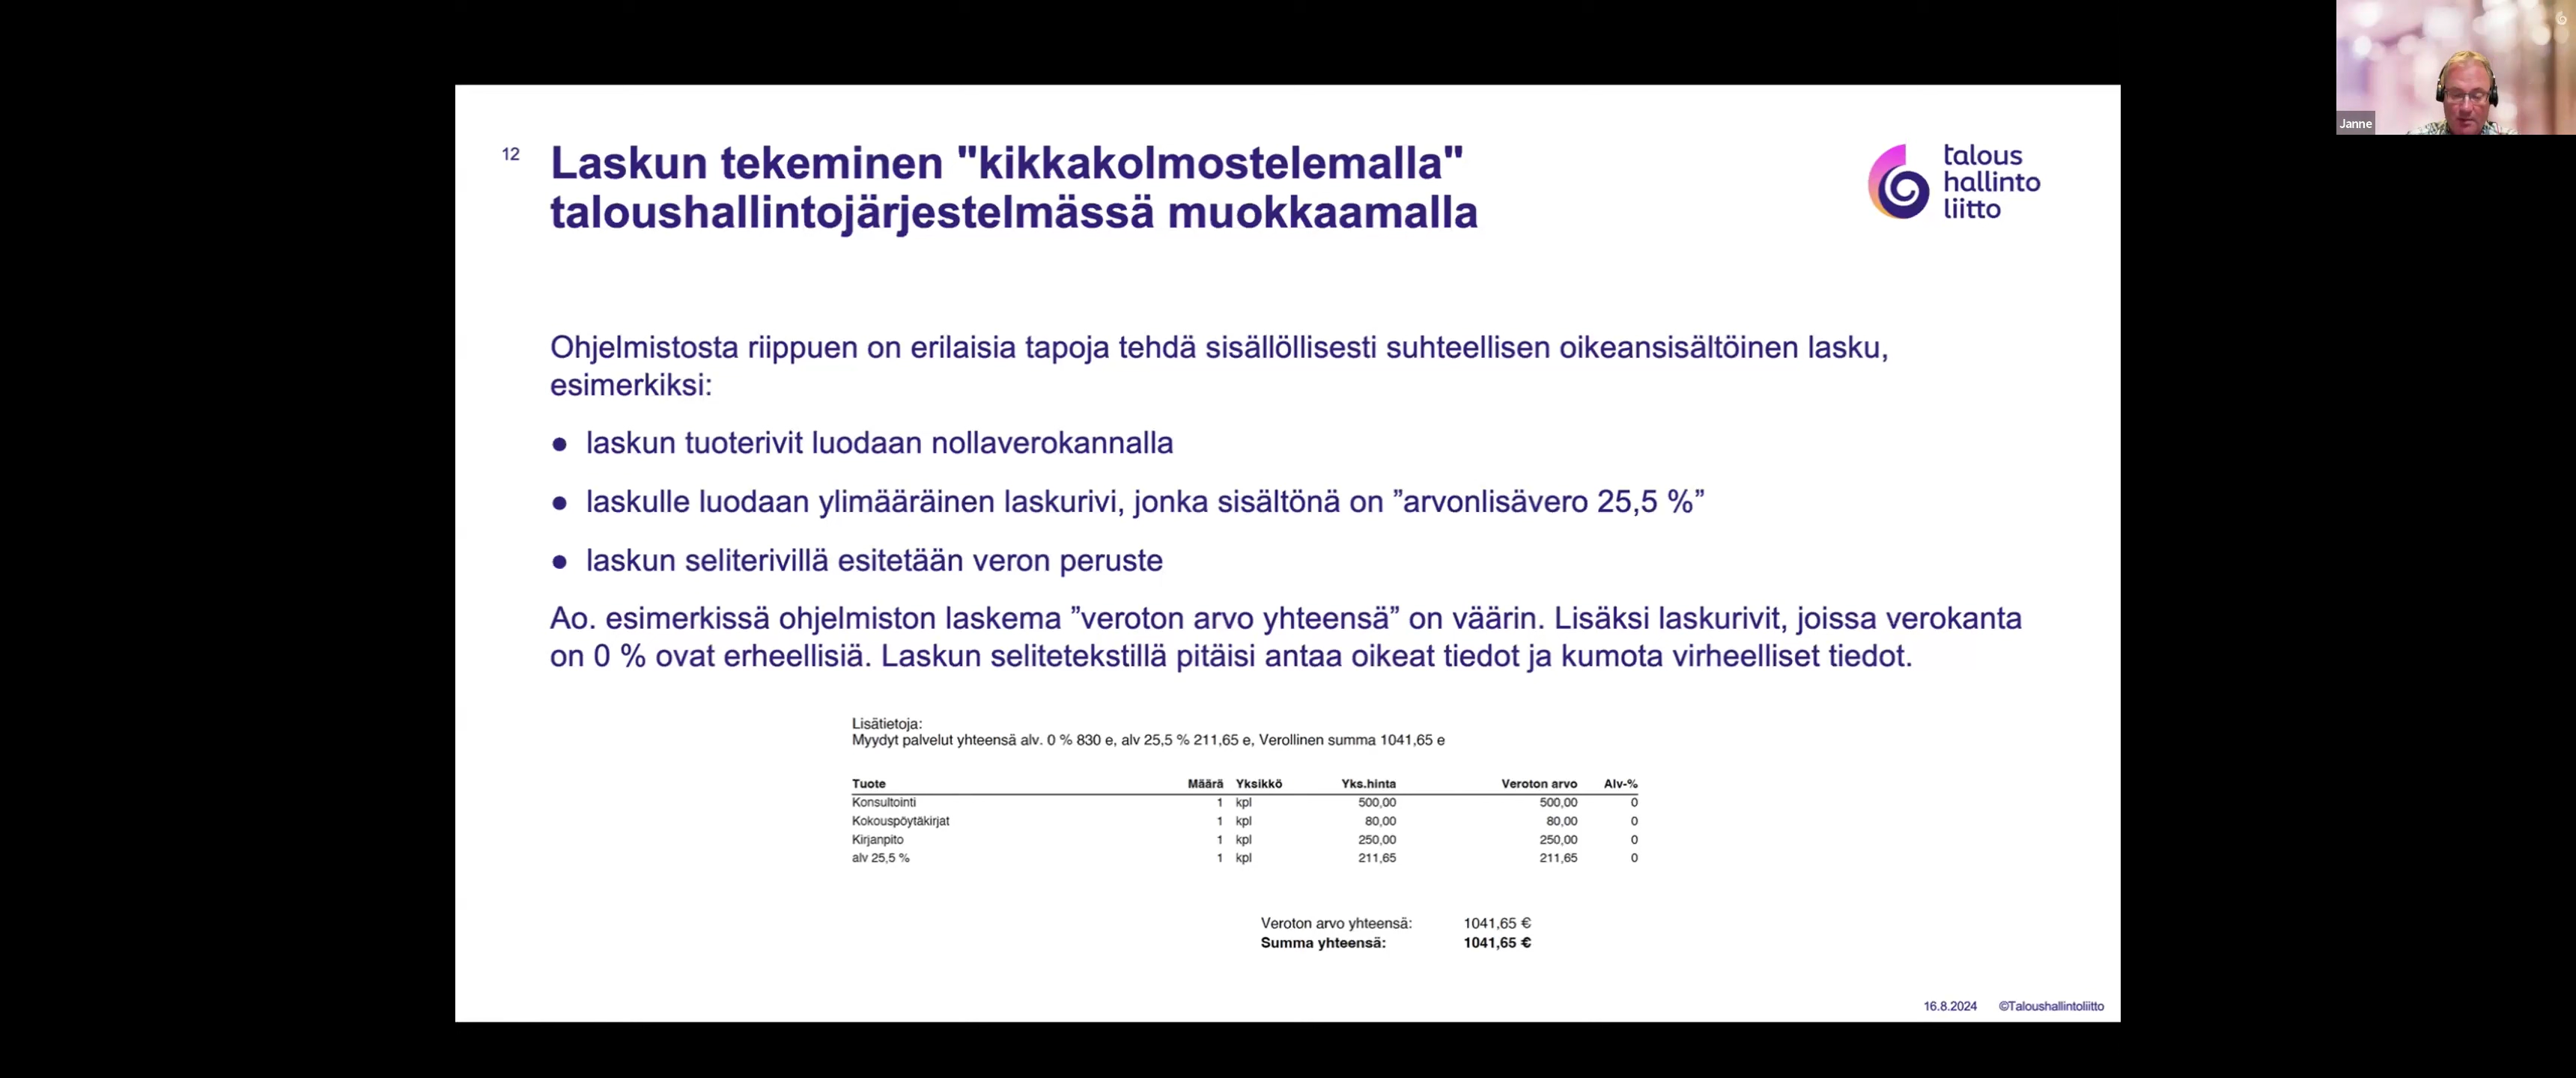 Janne
12
Laskun tekeminen "kikkakolmostelemalla"
taloushallintojärjestelmässä muokkaamalla
talous
hallinto
liitto
Ohjelmistosta riippuen on erilaisia tapoja tehdä sisällöllisesti suhteellisen oikeansisältöinen lasku,
esimerkiksi:
● laskun tuoterivit luodaan nollaverokannalla
● laskulle luodaan ylimääräinen laskurivi, jonka sisältönä on ”arvonlisävero 25,5 %”
● laskun seliterivillä esitetään veron peruste
Ao. esimerkissä ohjelmiston laskema ”veroton arvo yhteensä” on väärin. Lisäksi laskurivit, joissa verokanta
on 0 % ovat erheellisiä. Laskun selitetekstillä pitäisi antaa oikeat tiedot ja kumota virheelliset tiedot.
Lisätietoja:
Myydyt palvelut yhteensä alv. 0 % 830 e, alv 25,5 % 211,65 e, Verollinen summa 1041,65 e
Tuote Määrä Yksikkö Yks.hinta Veroton arvo Alv-%
Konsultointi 1 kpl 500,00 500,00 0
Kokouspöytäkirjat 1 kpl 80,00 80,00 0
Kirjanpito 1 kpl 250,00 250,00 0
alv 25,5 % 1 kpl 211,65 211,65 0
Veroton arvo yhteensä: 1041,65 €
Summa yhteensä: 1041,65 €
16.8.2024 ©Taloushallintoliitto